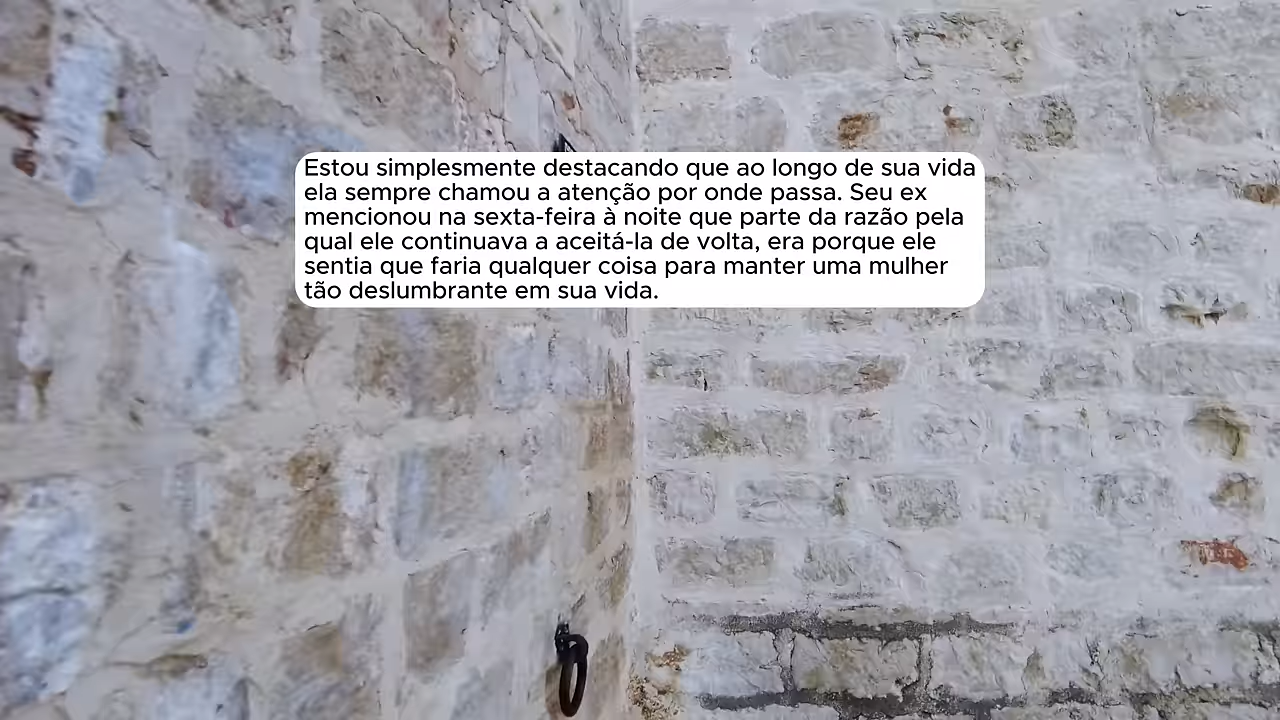 Estou simplesmente destacando que ao longo de sua vida
ela sempre chamou a atenção por onde passa. Seu ex
mencionou na sexta-feira à noite que parte da razão pela
qual ele continuava a aceitá-la de volta, era porque ele
sentia que faria qualquer coisa para manter uma mulher
tão deslumbrante em sua vida.